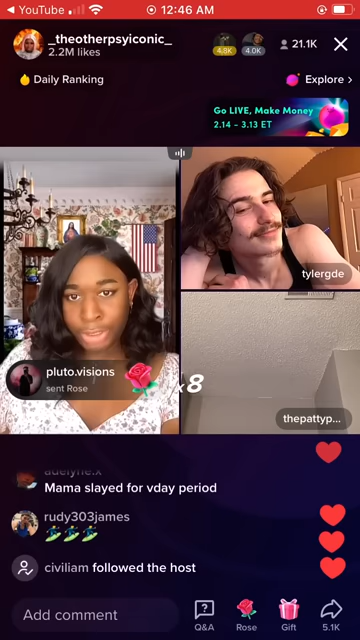 YouTube
12:46 AM
_theotherpsyiconic_
2.2M likes
4.8K
4.0K
21.1K
Daily Ranking
Explore
Go LIVE, Make Money
2.14 - 3.13 ET
tylergde
pluto.visions
sent Rose
x8
thepattyp...
adelyne.x
Mama slayed for vday period
rudy303james
civiliam followed the host
Add comment
Q&A
Rose
Gift
5.1K